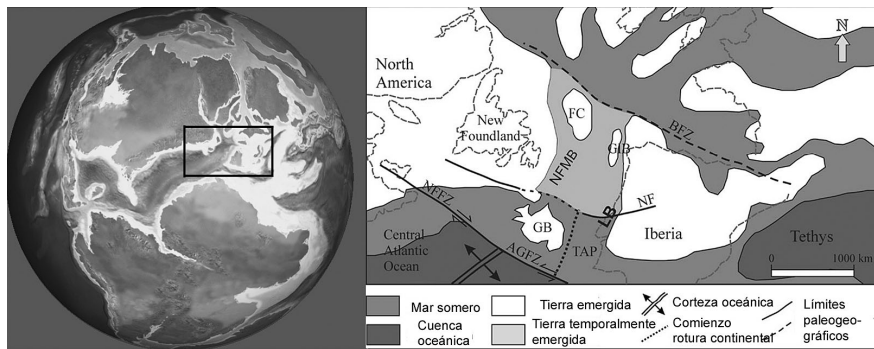 N
North
America
New
Foundland
FC
GIB
NFMB
BFZ
NFFZ
NF
LB
GB
Iberia
Tethys
Central
Atlantic
Ocean
AGFZ
TAP
0 1000 km
Mar somero
Tierra emergida
Corteza oceánica
Límites
paleogeo-
gráficos
Cuenca
oceánica
Tierra temporalmente
emergida
Comienzo
rotura continental